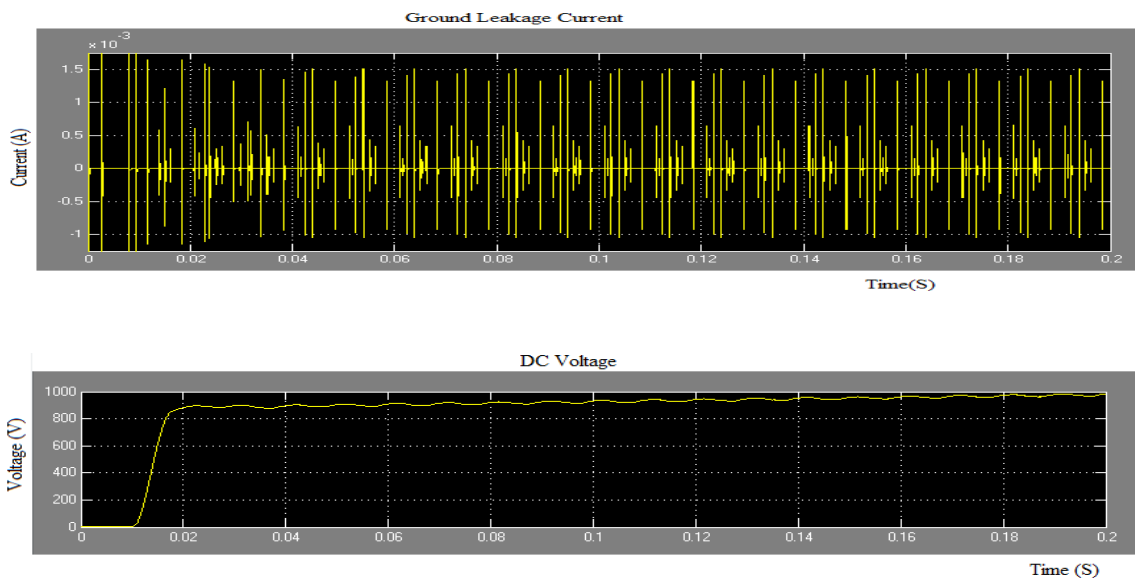 Ground Leakage Current
x 10^-3
1.5
1
0.5
0
-0.5
-1
Current (A)
0 0.02 0.04 0.06 0.08 0.1 0.12 0.14 0.16 0.18 0.2
Time(S)
DC Voltage
1000
800
600
400
200
0
Voltage (V)
0 0.02 0.04 0.06 0.08 0.1 0.12 0.14 0.16 0.18 0.2
Time (S)